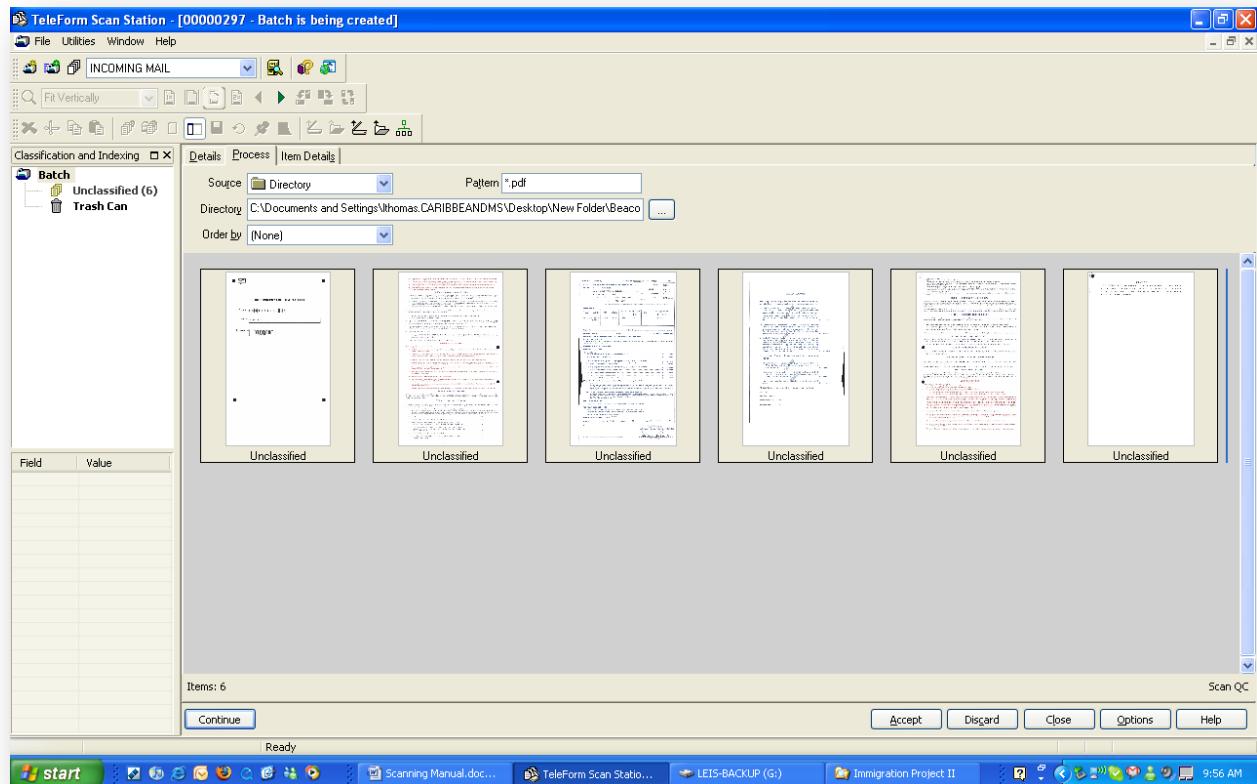 TeleForm Scan Station - [00000297 - Batch is being created]
File Utilities Window Help
INCOMING MAIL
Fit Vertically
Classification and Indexing
Batch
Unclassified (6)
Trash Can
Field Value
Details Process Item Details
Source Directory Pattern *.pdf
Directory C:\Documents and Settings\lthomas.CARIBBEANDMS\Desktop\New Folder\Beaco ...
Order by (None)
Unclassified Unclassified Unclassified Unclassified Unclassified Unclassified
Items: 6 Scan QC
Continue Accept Discard Close Options Help
Ready
start Scanning Manual.doc... TeleForm Scan Statio... LEIS-BACKUP (G:) Immigration Project II 9:56 AM